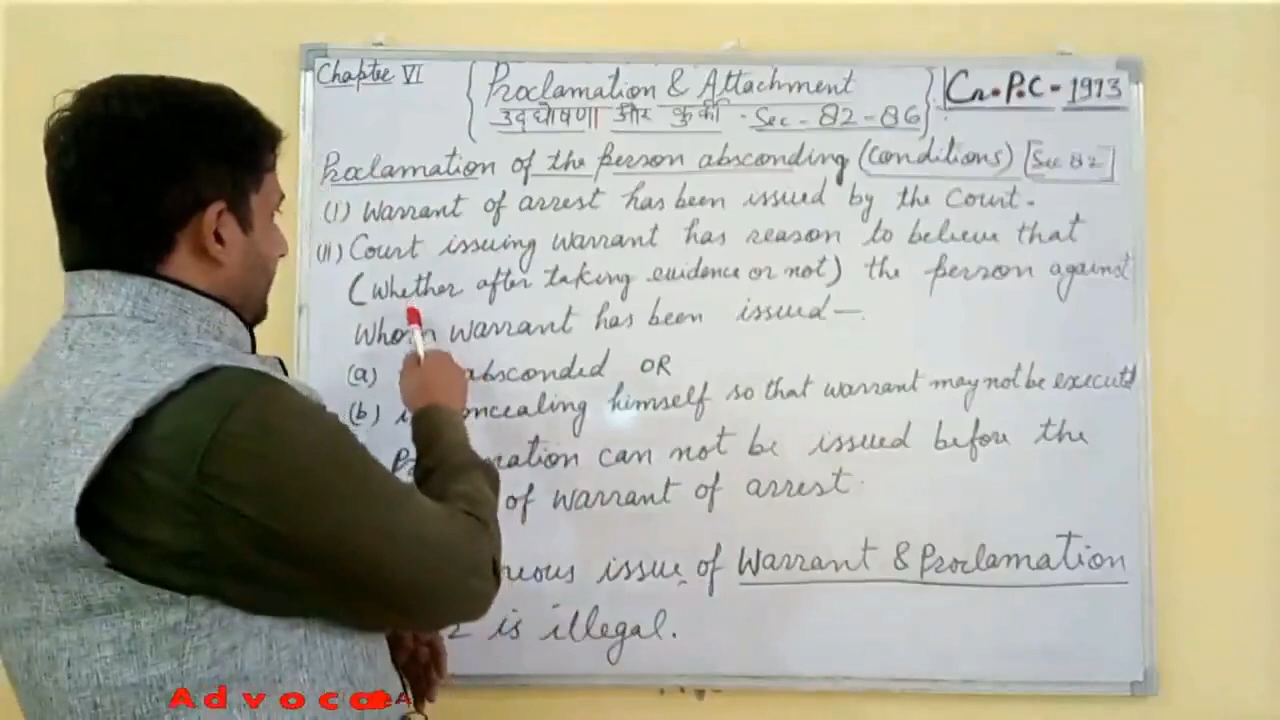 Chapter VI
Proclamation & Attachment
उद्घोषणा और कुर्की - Sec - 82 - 86
Cr.P.C - 1973
Proclamation of the person absconding (conditions) [Sec 82]
(i) Warrant of arrest has been issued by the Court.
(ii) Court issuing warrant has reason to believe that
(whether after taking evidence or not) the person against
whom warrant has been issued —
(a) absconded OR
(b) concealing himself so that warrant may not be executed
can not be issued before the
of warrant of arrest.
issue of Warrant & Proclamation
is illegal.
Advoca